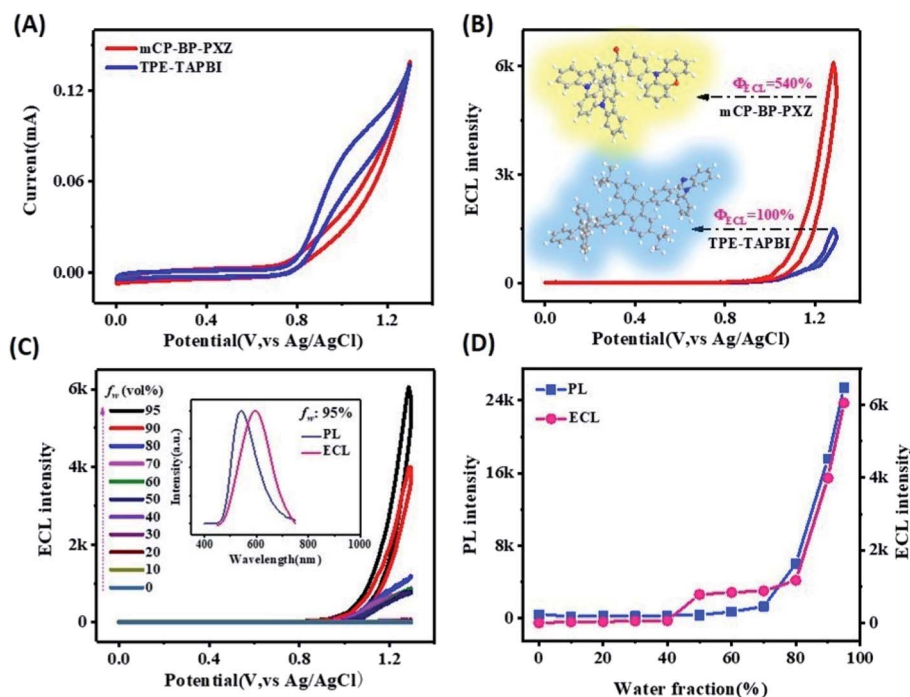 (A)
mCP-BP-PXZ
TPE-TAPBI
Current(mA)
0.12
0.06
0.00
0.0
0.4
0.8
1.2
Potential(V,vs Ag/AgCl)
(B)
ECL intensity
6k
3k
0
ΦECL=540%
mCP-BP-PXZ
ΦECL=100%
TPE-TAPBI
0.0
0.4
0.8
1.2
Potential(V,vs Ag/AgCl)
(C)
ECL intensity
6k
4k
2k
0
fw (vol%)
95
90
80
70
60
50
40
30
20
10
0
Intensity(a.u.)
fw: 95%
PL
ECL
400
600
800
1000
Wavelength(nm)
0.0
0.4
0.8
1.2
Potential(V,vs Ag/AgCl)
(D)
PL
ECL
PL intensity
24k
16k
8k
0
ECL intensity
6k
4k
2k
0
0
20
40
60
80
100
Water fraction(%)